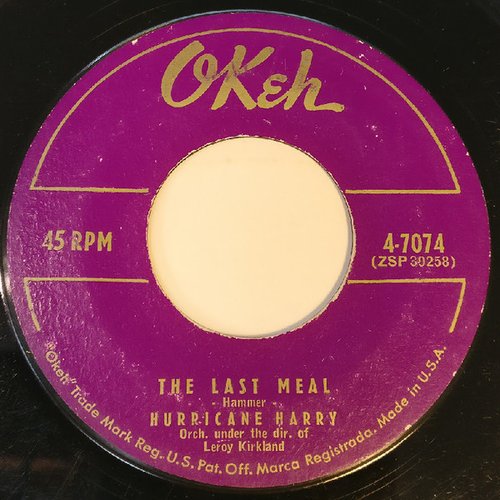 OKeh
45 RPM
4-7074
(ZSP 30258)
THE LAST MEAL
- Hammer -
HURRICANE HARRY
Orch. under the dir. of
Leroy Kirkland
"Okeh" Trade Mark Reg. U.S. Pat. Off. Marca Registrada. Made in U.S.A.